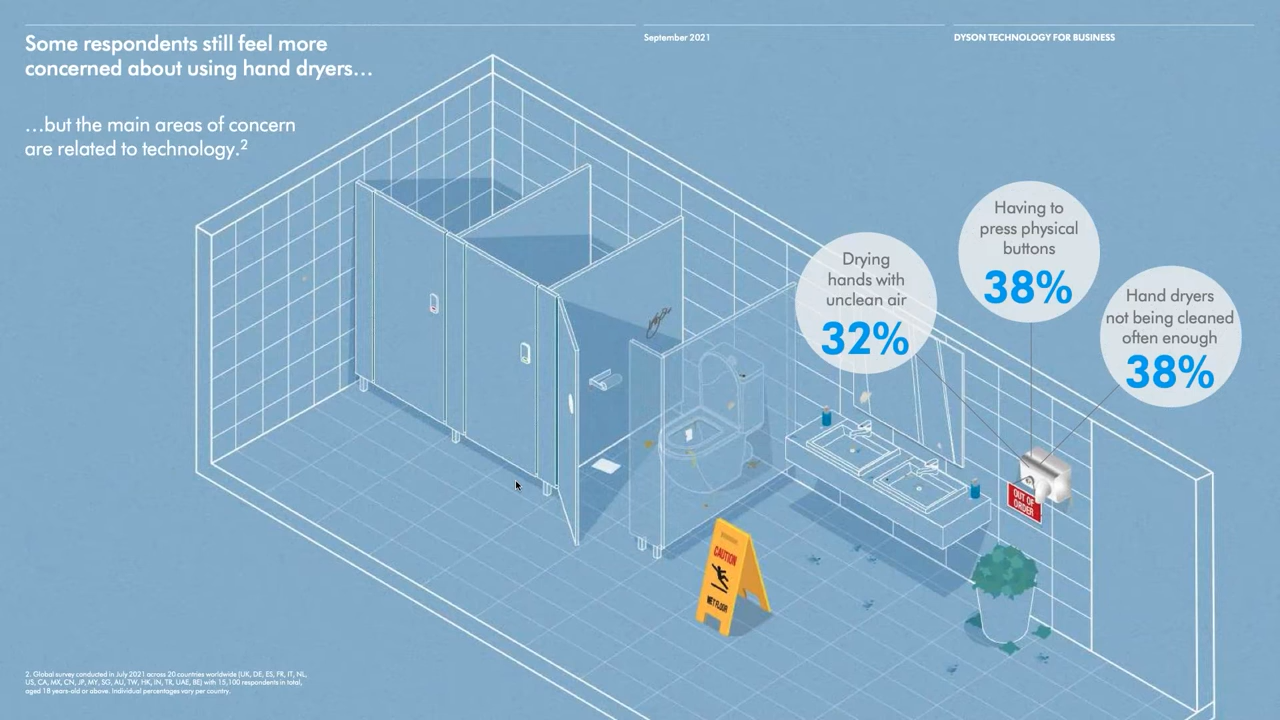 Some respondents still feel more
concerned about using hand dryers...
...but the main areas of concern
are related to technology.2
September 2021
DYSON TECHNOLOGY FOR BUSINESS
Drying
hands with
unclean air
32%
Having to
press physical
buttons
38%
Hand dryers
not being cleaned
often enough
38%
OUT OF
ORDER
CAUTION
WET FLOOR
2. Global survey conducted in July 2021 across 20 countries worldwide (UK, DE, ES, FR, IT, NL,
US, CA, MX, CN, JP, MY, SG, AU, TW, HK, IN, TR, UAE, BE) with 15,100 respondents in total,
aged 18 years-old or above. Individual percentages vary per country.